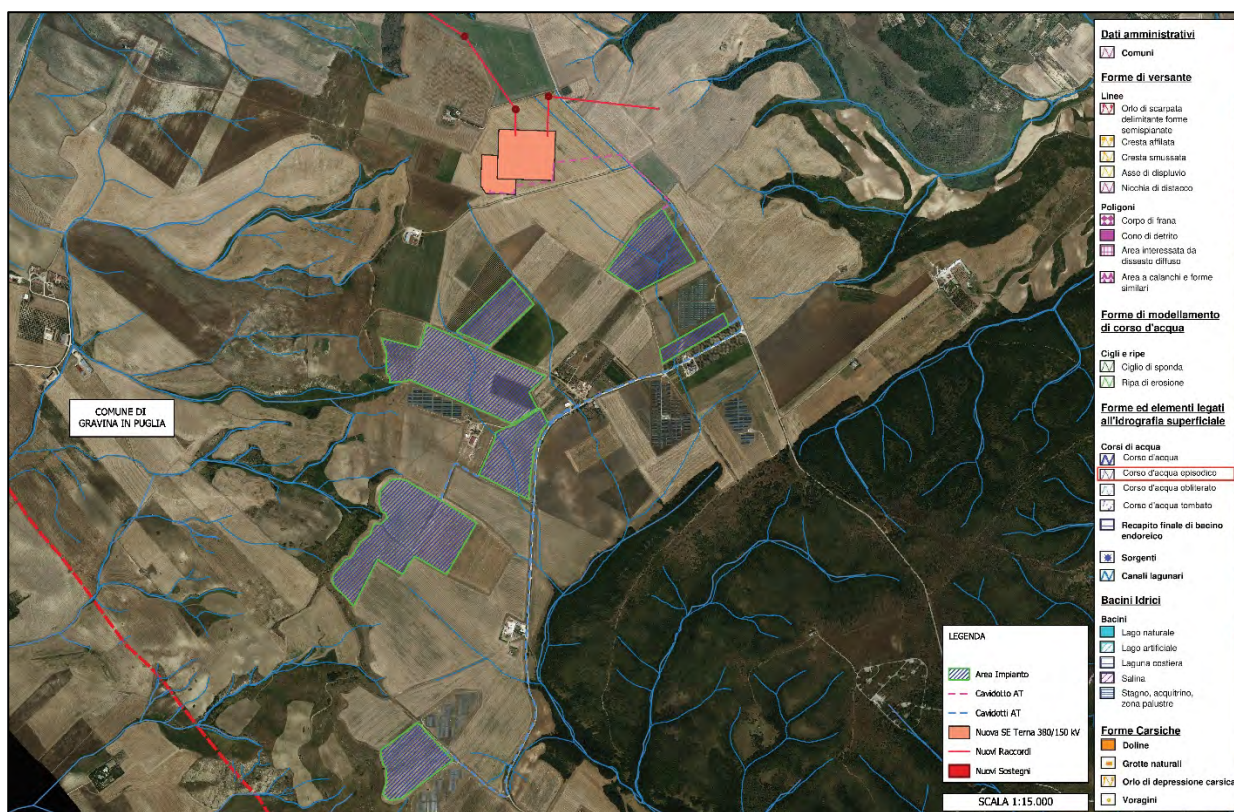 COMUNE DI
GRAVINA IN PUGLIA
LEGENDA
Area Impianto
Cavidotto AT
Cavidotti AT
Nuova SE Terna 380/150 kV
Nuovi Raccordi
Nuovi Sostegni
SCALA 1:15.000
Dati amministrativi
Comuni
Forme di versante
Linee
Orlo di scarpata
delimitante forme
semispianate
Cresta affilata
Cresta smussata
Asse di displuvio
Nicchia di distacco
Poligoni
Corpo di frana
Cono di detrito
Area interessata da
dissesto diffuso
Area a calanchi e forme
similari
Forme di modellamento
di corso d'acqua
Cigli e ripe
Ciglio di sponda
Ripa di erosione
Forme ed elementi legati
all'idrografia superficiale
Corsi di acqua
Corso d'acqua
Corso d'acqua episodico
Corso d'acqua obliterato
Corso d'acqua tombato
Recapito finale di bacino
endoreico
Sorgenti
Canali lagunari
Bacini Idrici
Bacini
Lago naturale
Lago artificiale
Laguna costiera
Salina
Stagno, acquitrino,
zona palustre
Forme Carsiche
Doline
Grotte naturali
Orlo di depressione carsica
Voragini